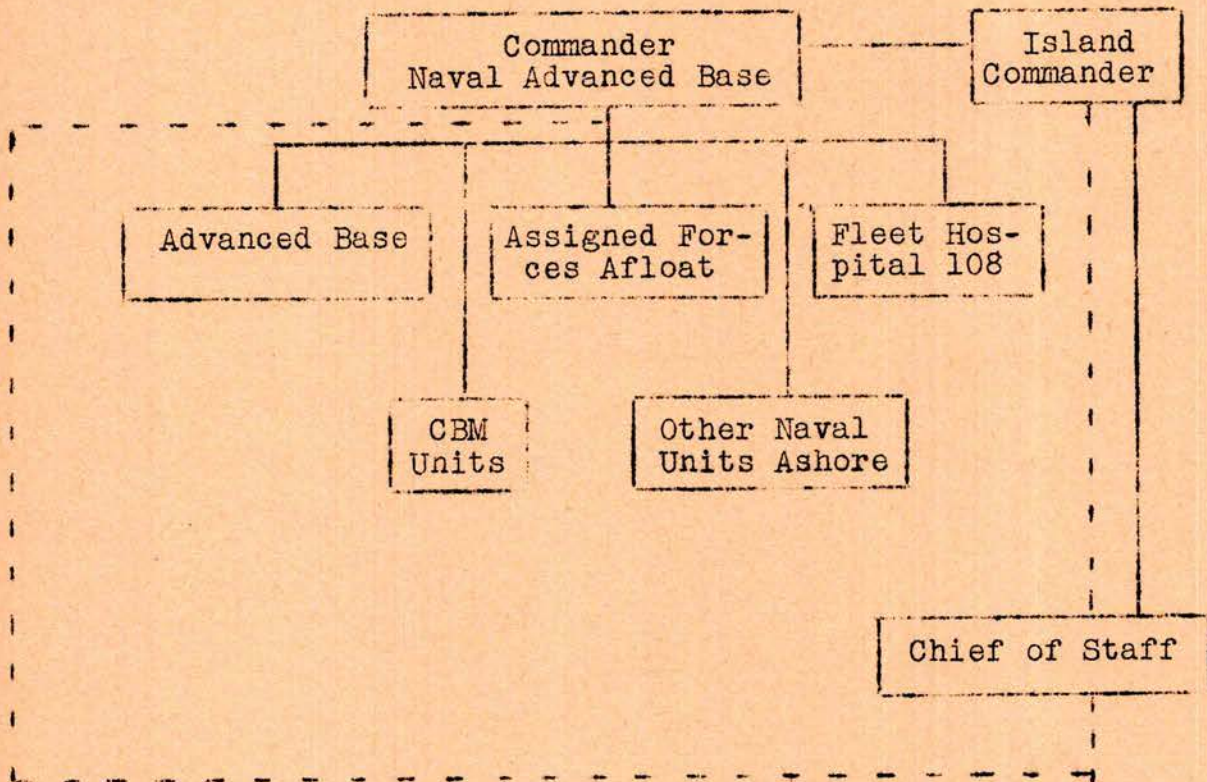 Commander
Naval Advanced Base
Island
Commander
Advanced Base
Assigned For-
ces Afloat
Fleet Hos-
pital 108
CBM
Units
Other Naval
Units Ashore
Chief of Staff